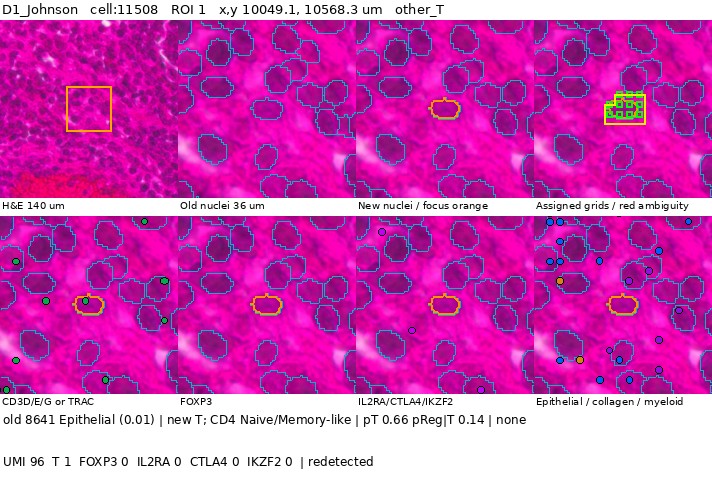 D1_Johnson cell:11508 ROI 1 x,y 10049.1, 10568.3 um other_T
H&E 140 um
Old nuclei 36 um
New nuclei / focus orange
Assigned grids / red ambiguity
CD3D/E/G or TRAC
FOXP3
IL2RA/CTLA4/IKZF2
Epithelial / collagen / myeloid
old 8641 Epithelial (0.01) | new T; CD4 Naive/Memory-like | pT 0.66 pReg|T 0.14 | none
UMI 96 T 1 FOXP3 0 IL2RA 0 CTLA4 0 IKZF2 0 | redetected